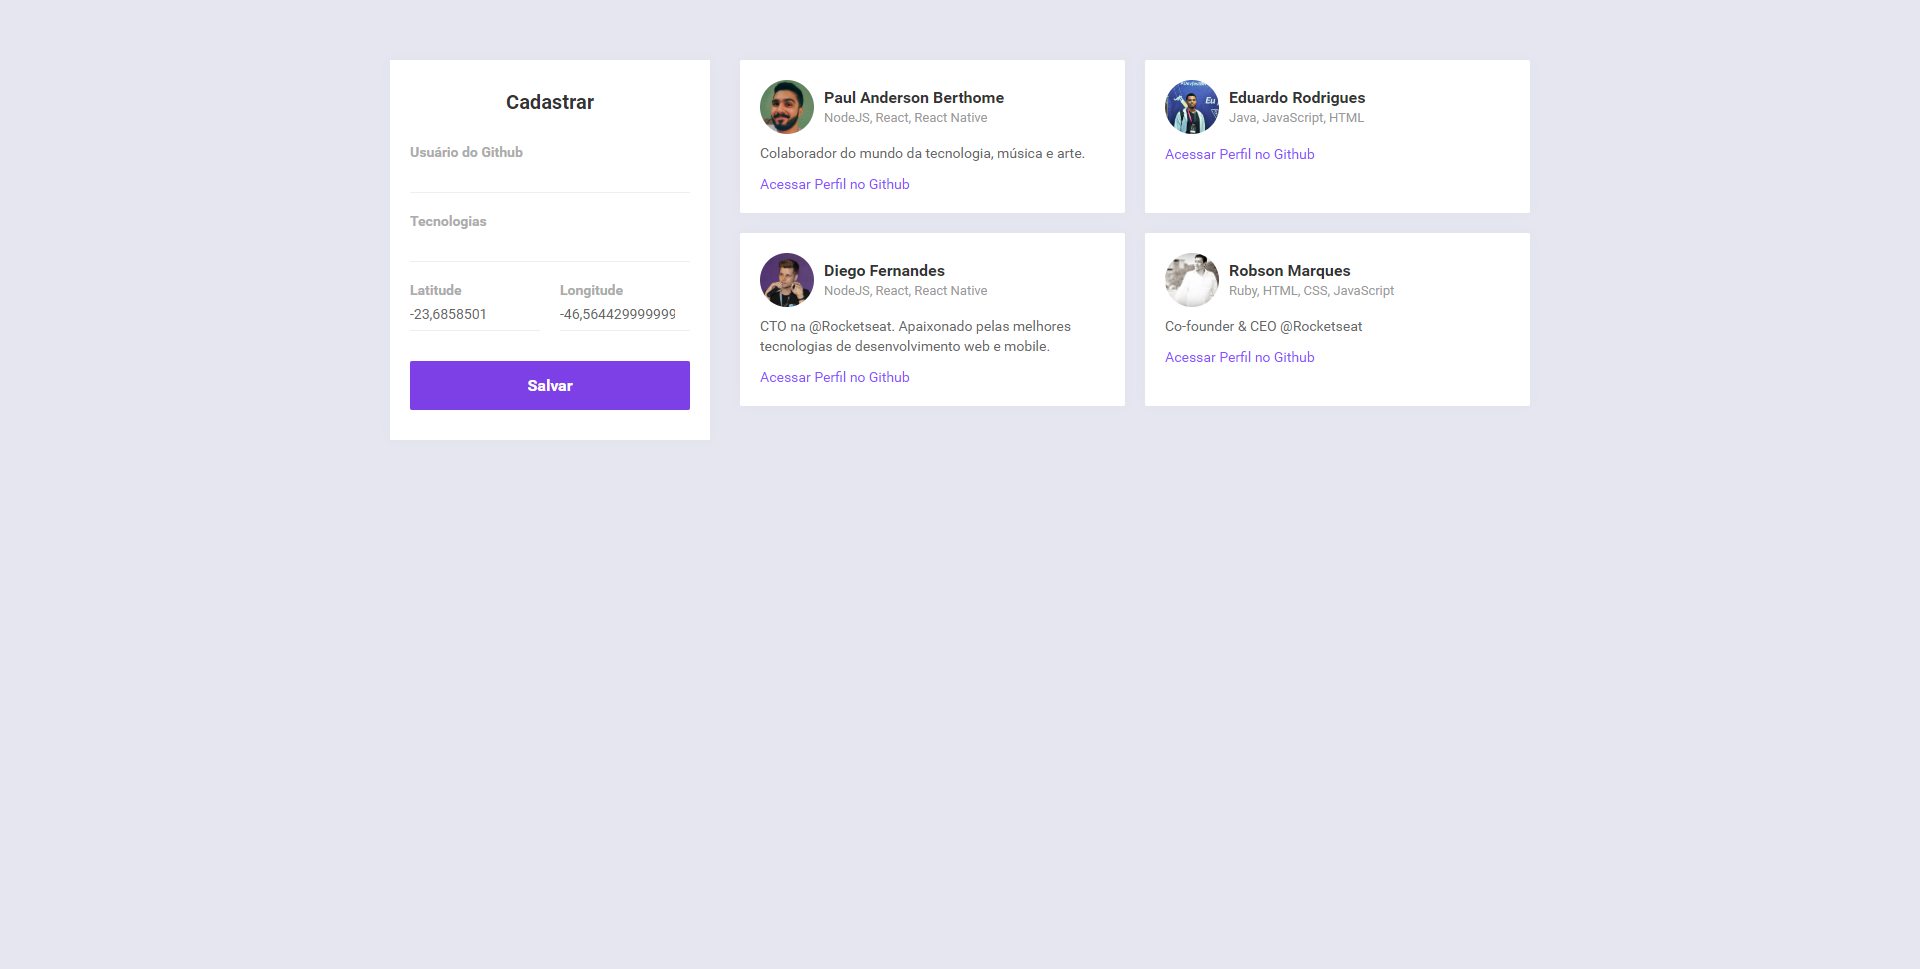 Cadastrar
Usuário do Github
Tecnologias
Latitude
Longitude
-23,6858501
-46,564429999999
Salvar
Paul Anderson Berthome
NodeJS, React, React Native
Colaborador do mundo da tecnologia, música e arte.
Acessar Perfil no Github
Eu
Eduardo Rodrigues
Java, JavaScript, HTML
Acessar Perfil no Github
Diego Fernandes
NodeJS, React, React Native
CTO na @Rocketseat. Apaixonado pelas melhores
tecnologias de desenvolvimento web e mobile.
Acessar Perfil no Github
Robson Marques
Ruby, HTML, CSS, JavaScript
Co-founder & CEO @Rocketseat
Acessar Perfil no Github